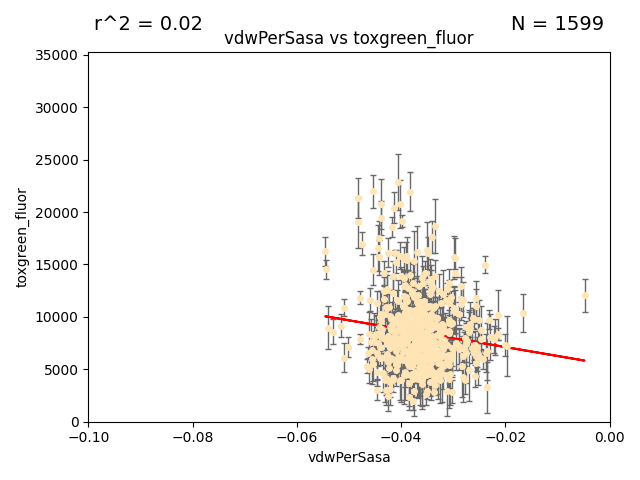 r^2 = 0.02
N = 1599
vdwPerSasa vs toxgreen_fluor
toxgreen_fluor
35000
30000
25000
20000
15000
10000
5000
0
−0.10
−0.08
−0.06
−0.04
−0.02
0.00
vdwPerSasa